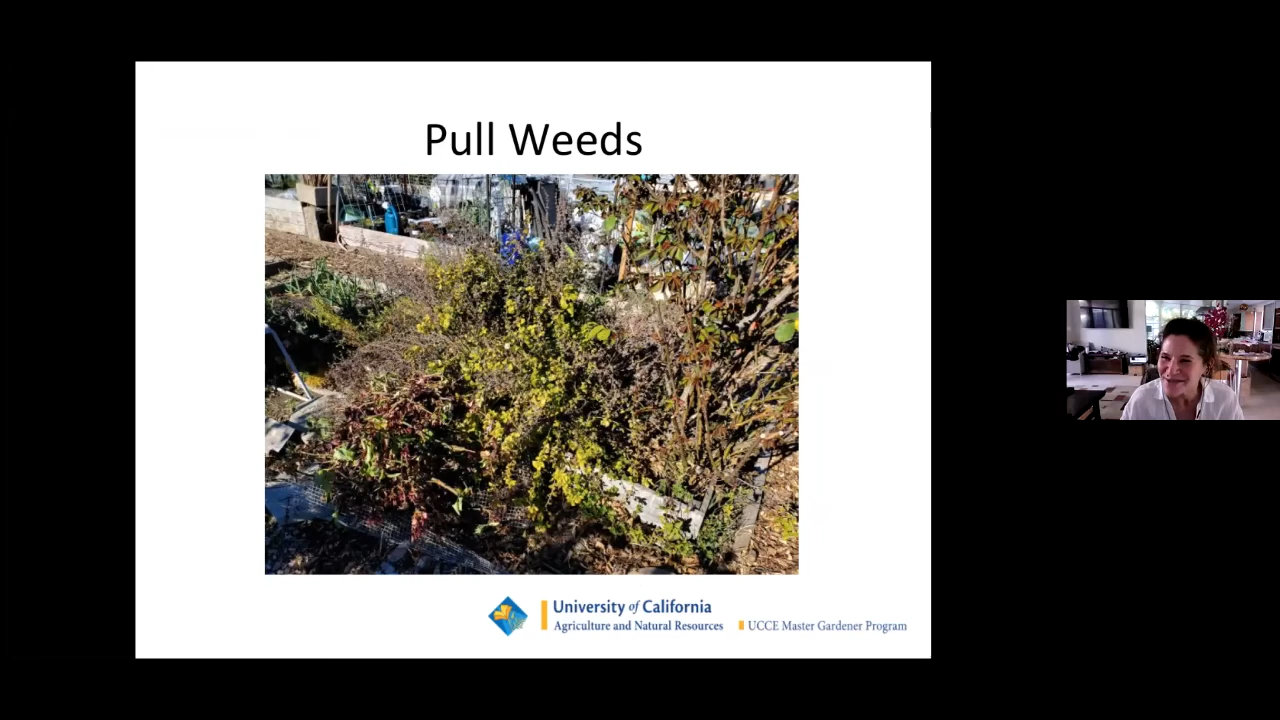 Pull Weeds
University of California
Agriculture and Natural Resources
UCCE Master Gardener Program